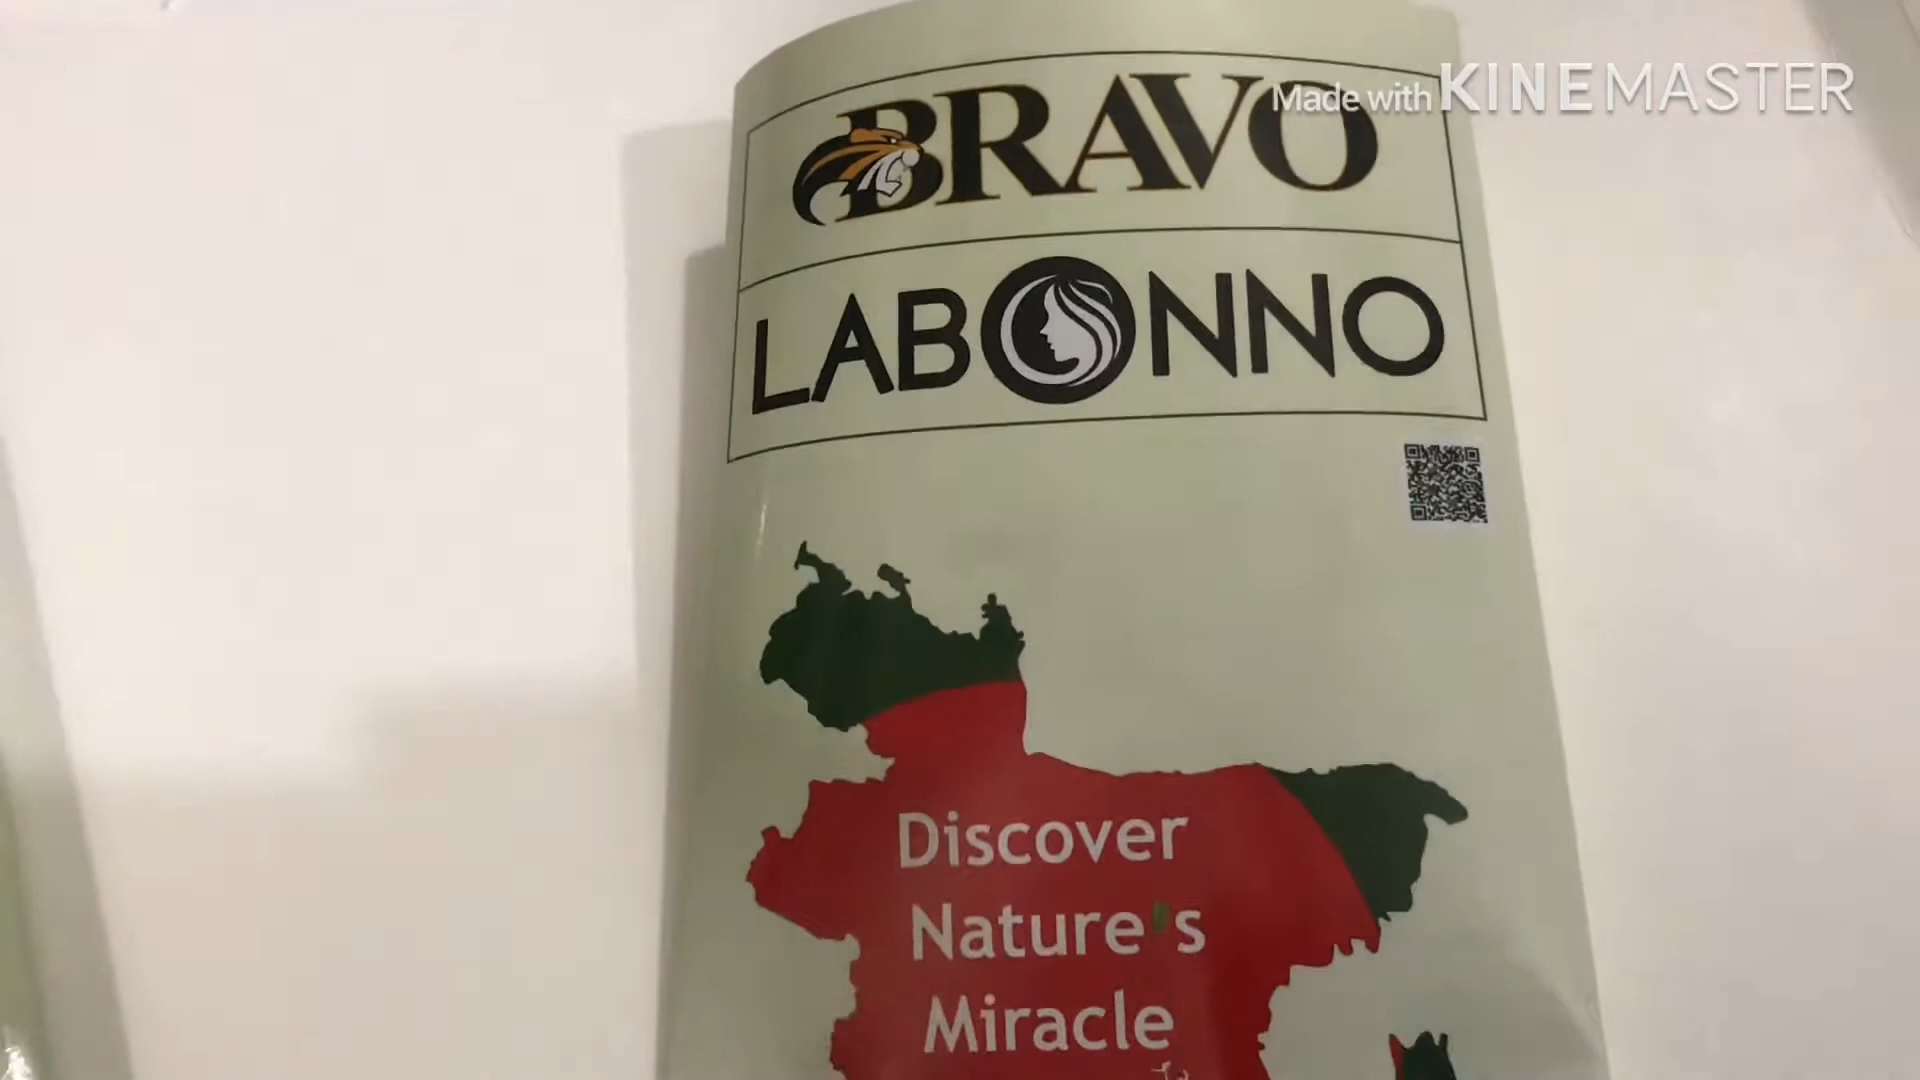 Made with KINEMASTER
BRAVO
LABONNO
Discover
Nature's
Miracle